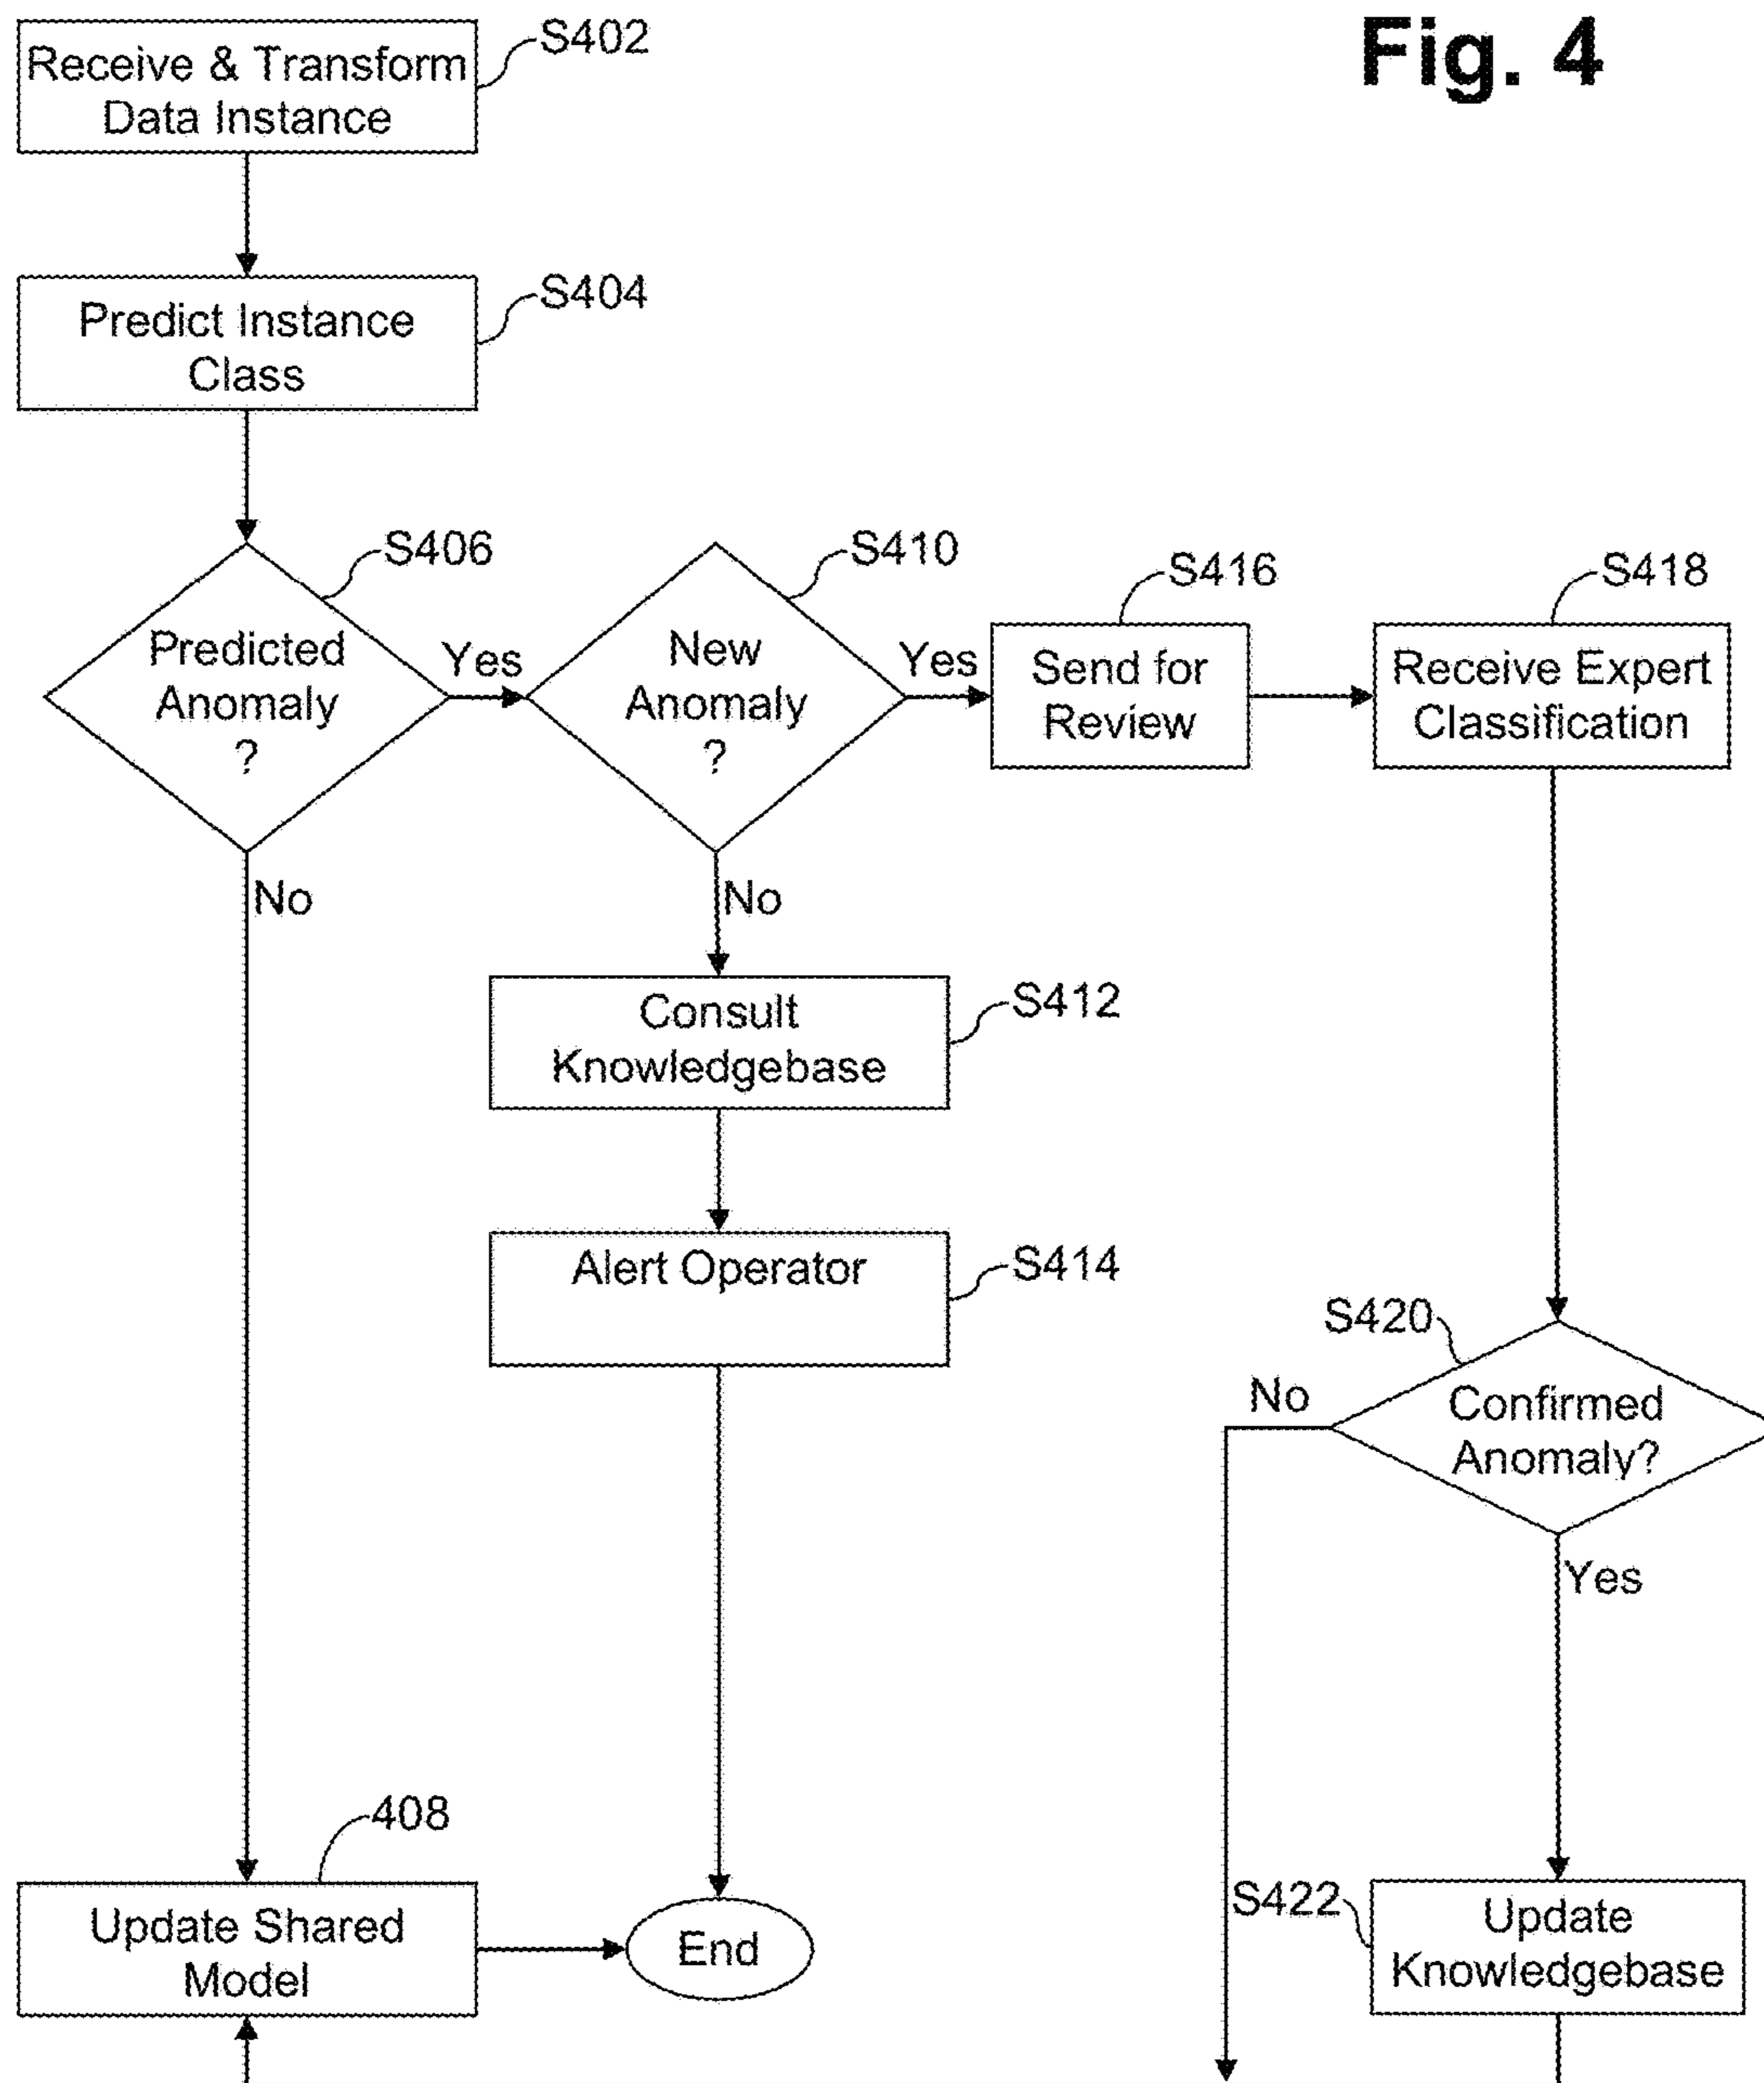 Fig. 4
S402
Receive & Transform
Data Instance
S404
Predict Instance
Class
S406
Predicted
Anomaly
?
Yes
No
S410
New
Anomaly
?
Yes
No
S416
Send for
Review
S418
Receive Expert
Classification
S412
Consult
Knowledgebase
S414
Alert Operator
S420
Confirmed
Anomaly?
No
Yes
408
Update Shared
Model
End
S422
Update
Knowledgebase